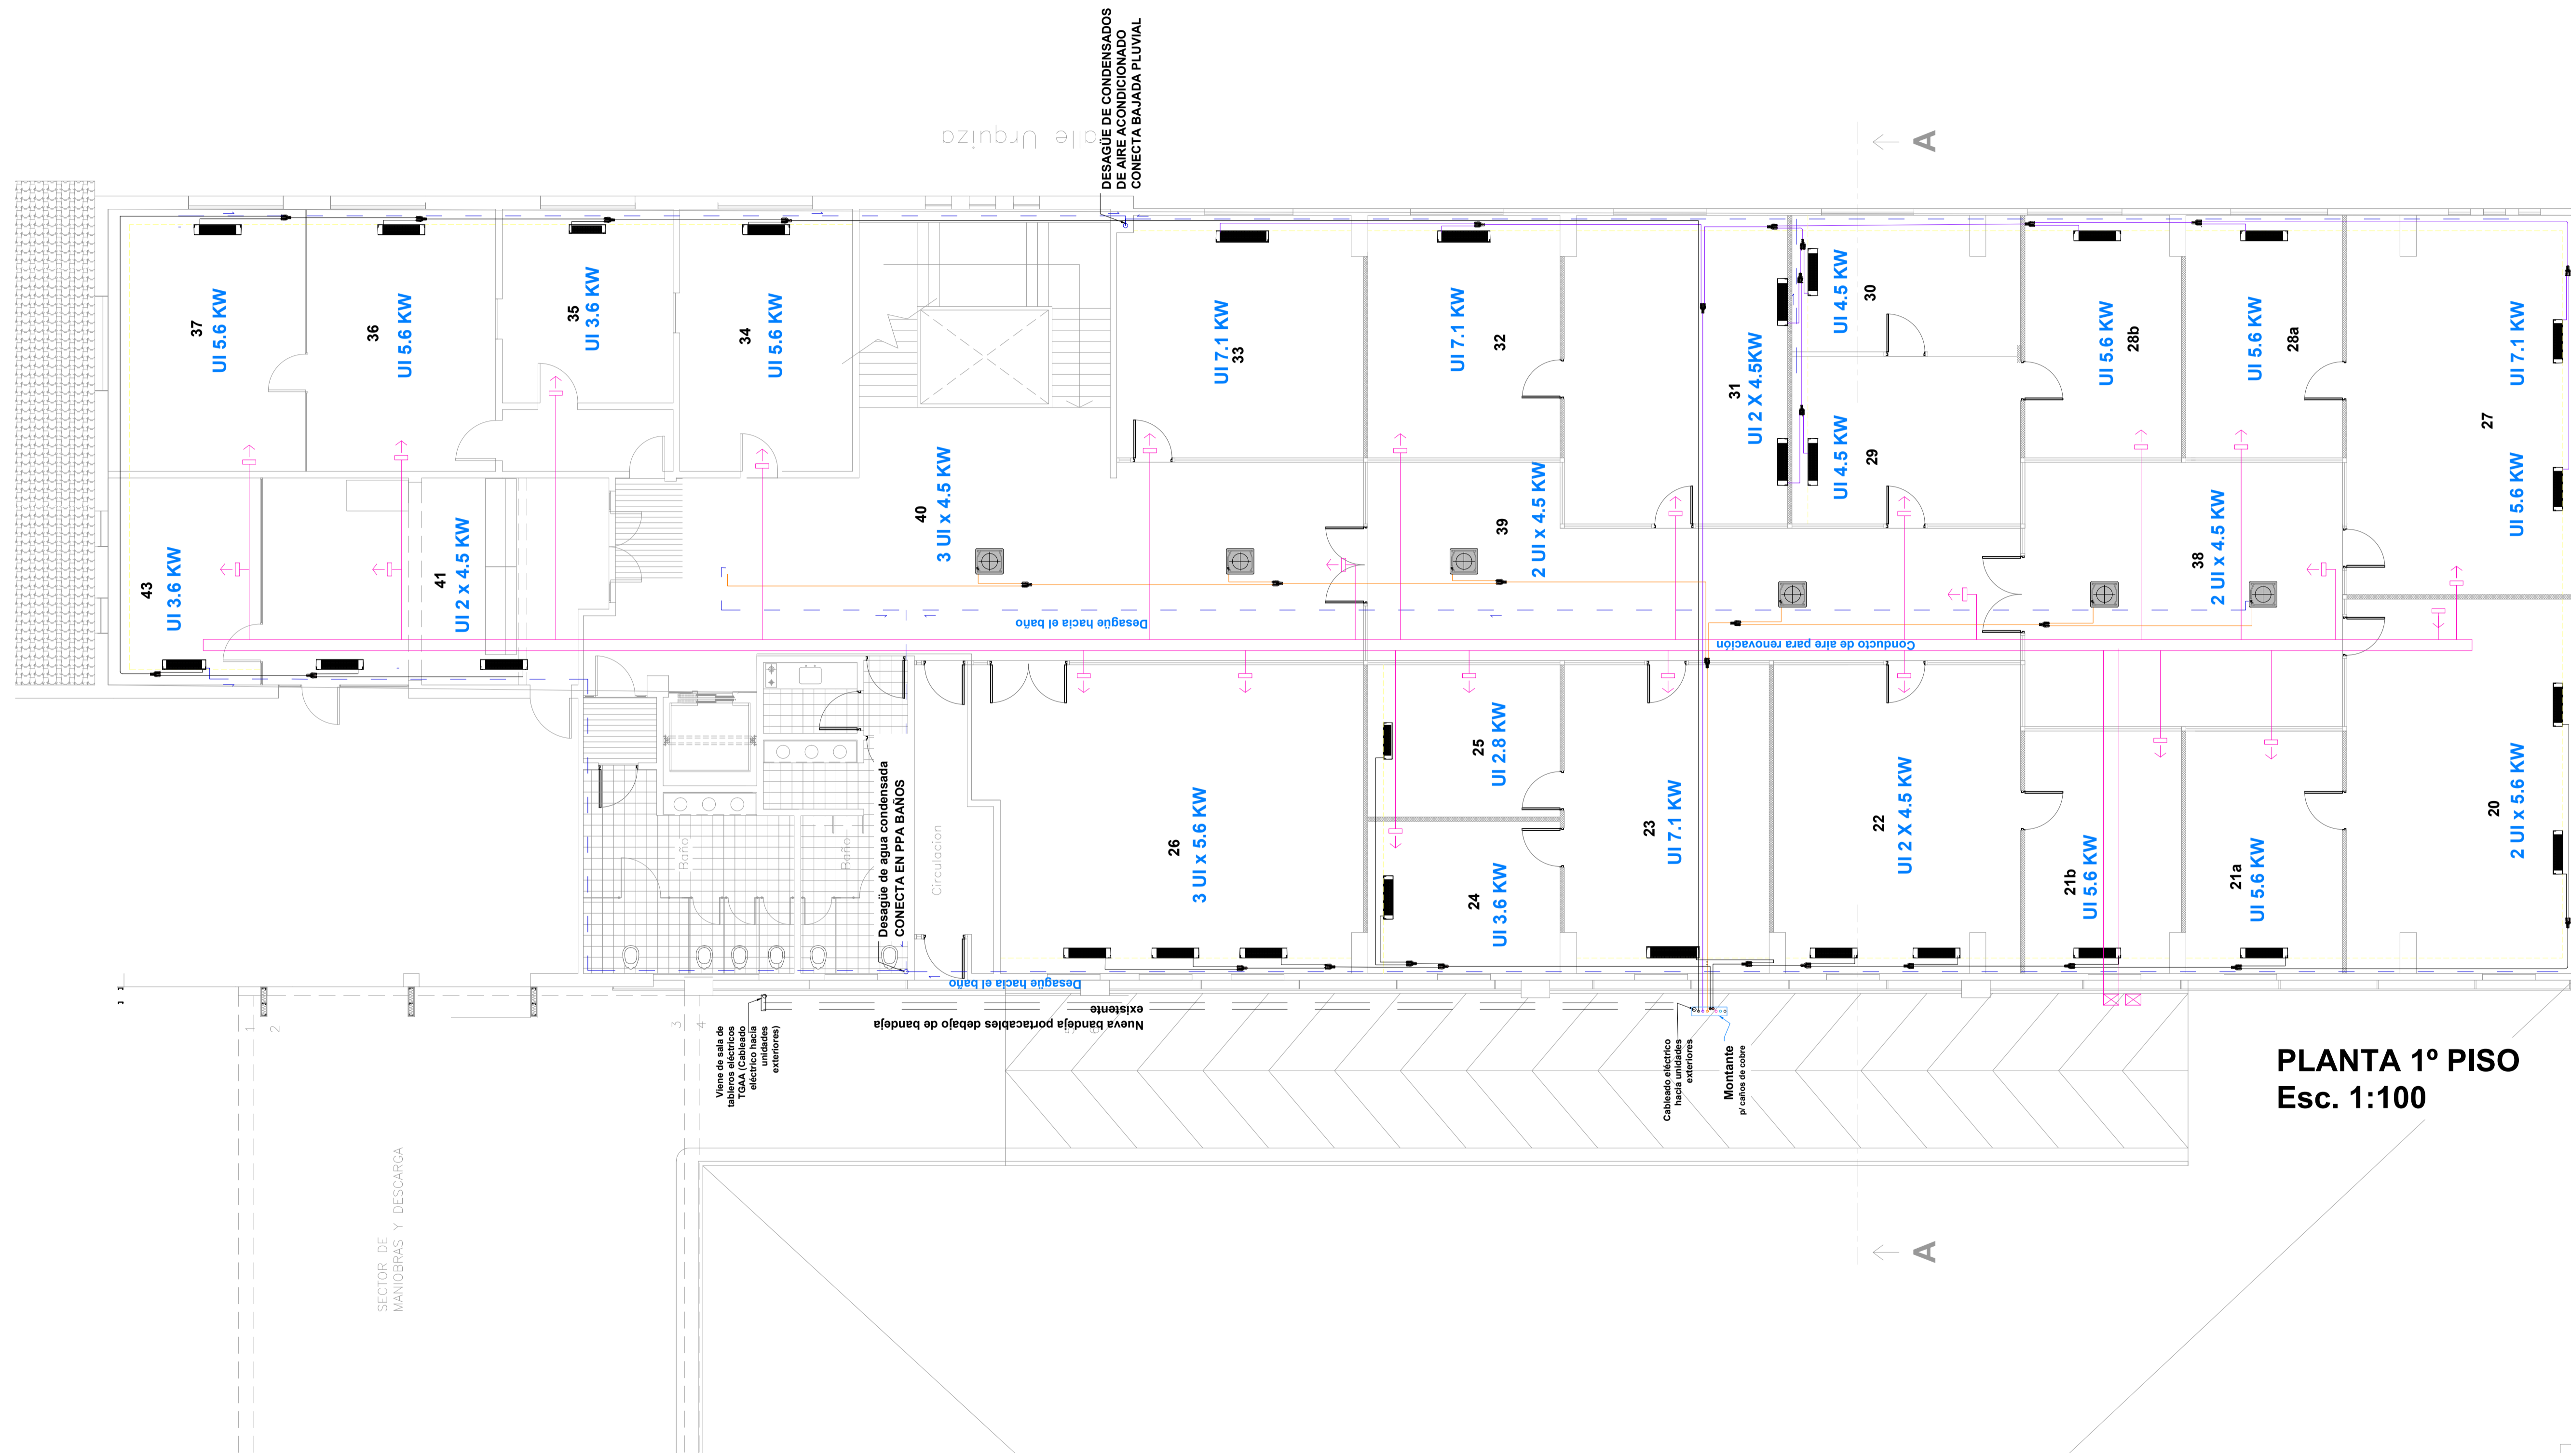 DESAGÜE DE CONDENSADOS
DE AIRE ACONDICIONADO
CONECTA BAJADA PLUVIAL
alle Urquiza
A
37
UI 5.6 KW
36
UI 5.6 KW
35
UI 3.6 KW
34
UI 5.6 KW
UI 7.1 KW
33
UI 7.1 KW
32
31
UI 2 X 4.5KW
UI 4.5 KW
30
UI 4.5 KW
29
UI 5.6 KW
28b
UI 5.6 KW
28a
27
UI 7.1 KW
UI 5.6 KW
43
UI 3.6 KW
41
UI 2 x 4.5 KW
40
3 UI x 4.5 KW
39
2 UI x 4.5 KW
38
2 UI x 4.5 KW
Desagüe hacia el baño
Conducto para aire de renovación
Desagüe de agua condensada
CONECTA EN PPA BAÑOS
Baño
Baño
Circulacion
26
3 UI x 5.6 KW
25
UI 2.8 KW
24
UI 3.6 KW
23
UI 7.1 KW
22
UI 2 X 4.5 KW
21b
UI 5.6 KW
21a
UI 5.6 KW
20
2 UI x 5.6 KW
Desagüe hacia el baño
Nueva bandeja portacables debajo de bandeja
existente
1
2
3
4
Viene de sala de
tableros eléctricos
TGAA (Cableado
eléctrico hacia
unidades
exteriores)
Cableado eléctrico
hacia unidades
exteriores
Montante
p/ caños de cobre
SECTOR DE
MANIOBRAS Y DESCARGA
A
PLANTA 1º PISO
Esc. 1:100